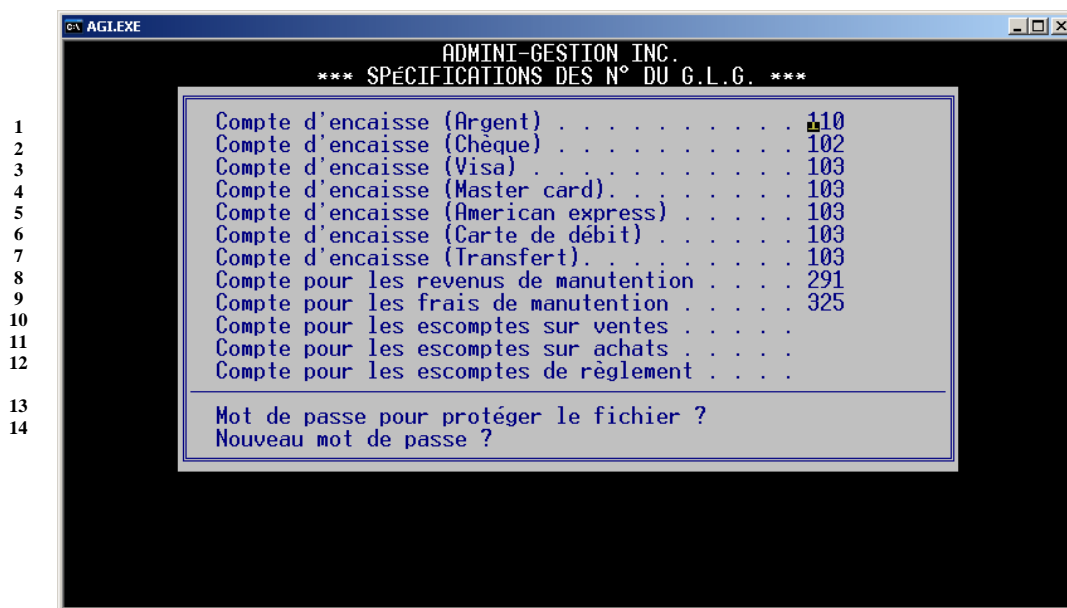 AGI.EXE
ADMINI-GESTION INC.
*** SPÉCIFICATIONS DES N° DU G.L.G. ***
1 Compte d'encaisse (Argent) . . . . . . . . . . 110
2 Compte d'encaisse (Chèque) . . . . . . . . . . 102
3 Compte d'encaisse (Visa) . . . . . . . . . . . 103
4 Compte d'encaisse (Master card). . . . . . . . 103
5 Compte d'encaisse (American express) . . . . . 103
6 Compte d'encaisse (Carte de débit) . . . . . . 103
7 Compte d'encaisse (Transfert). . . . . . . . . 103
8 Compte pour les revenus de manutention . . . . 291
9 Compte pour les frais de manutention . . . . . 325
10 Compte pour les escomptes sur ventes . . . . .
11 Compte pour les escomptes sur achats . . . . .
12 Compte pour les escomptes de règlement . . . .
13 Mot de passe pour protéger le fichier ?
14 Nouveau mot de passe ?